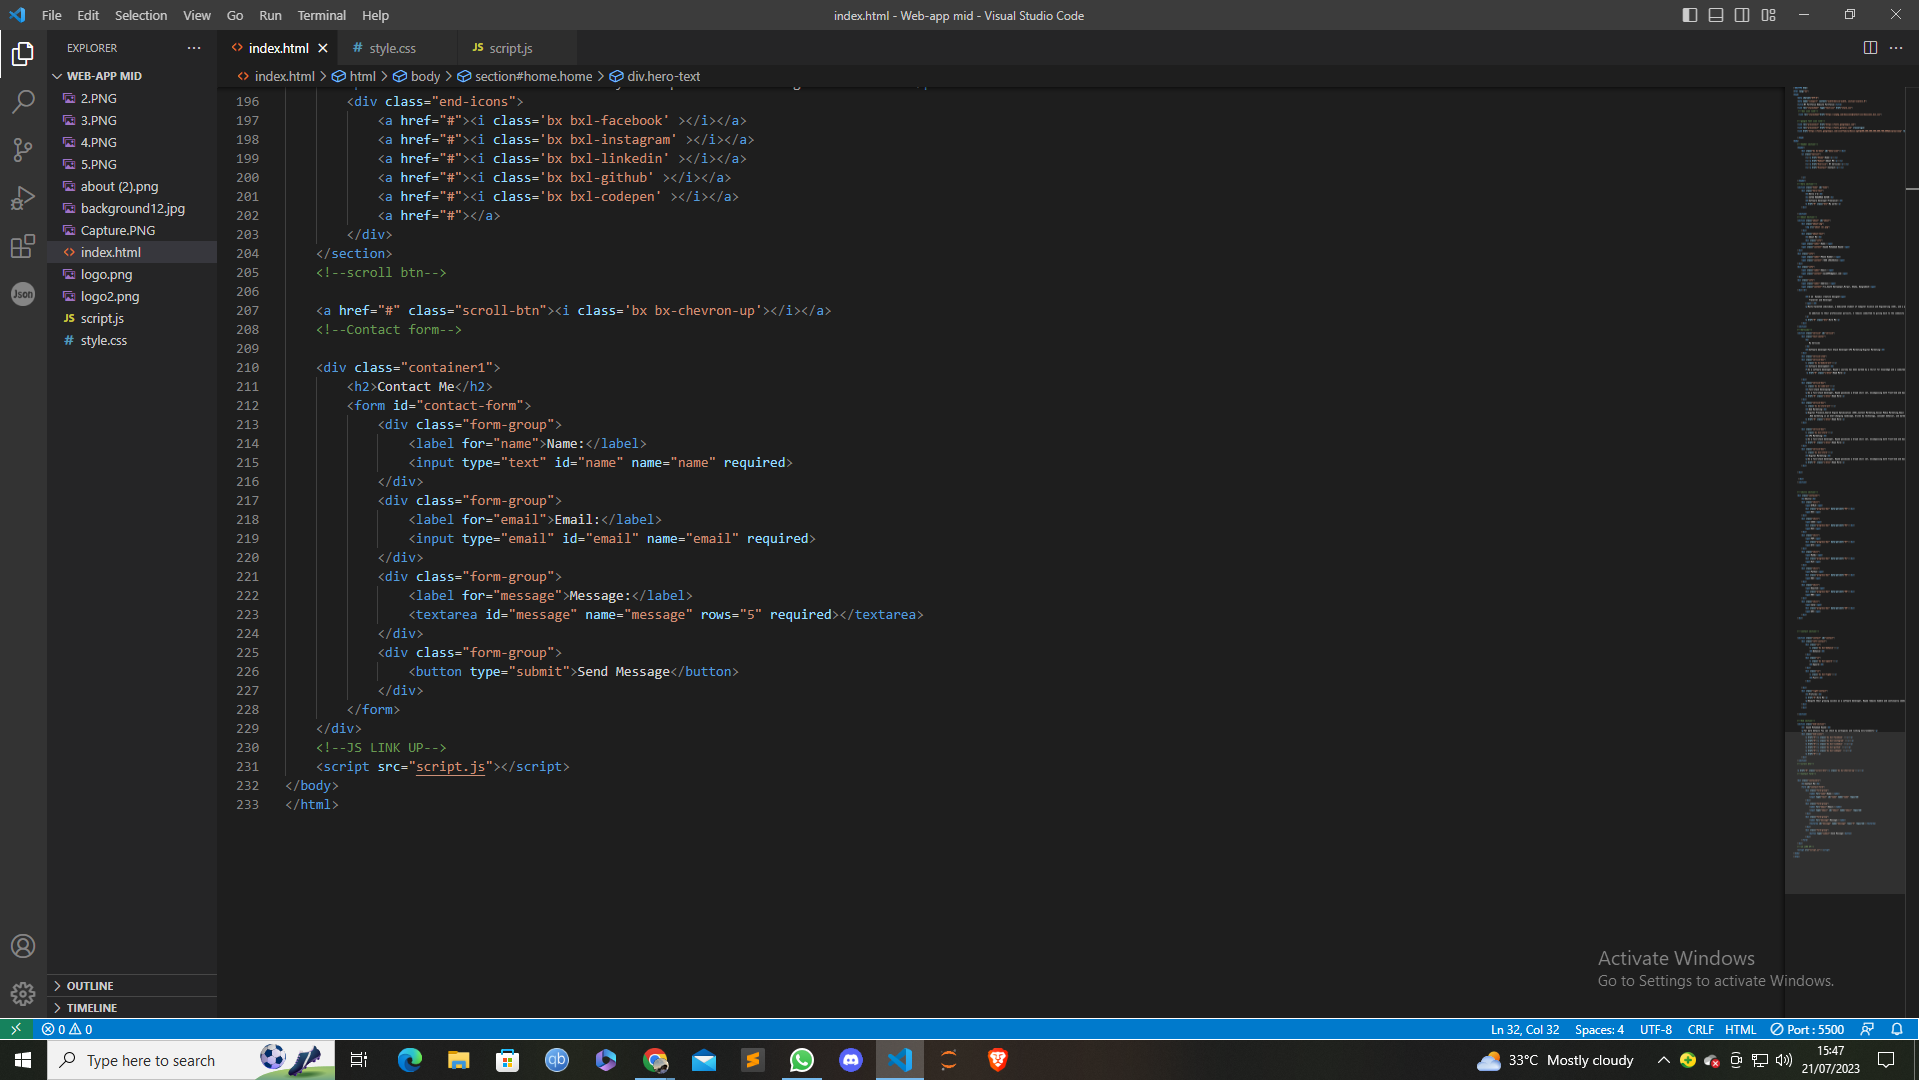 File Edit Selection View Go Run Terminal Help
index.html - Web-app mid - Visual Studio Code
EXPLORER
WEB-APP MID
2.PNG
3.PNG
4.PNG
5.PNG
about (2).png
background12.jpg
Capture.PNG
index.html
logo.png
logo2.png
JS script.js
# style.css
OUTLINE
TIMELINE
<> index.html
# style.css
JS script.js
<> index.html > html > body > section#home.home > div.hero-text
196 <div class="end-icons">
197 <a href="#"><i class='bx bxl-facebook' ></i></a>
198 <a href="#"><i class='bx bxl-instagram' ></i></a>
199 <a href="#"><i class='bx bxl-linkedin' ></i></a>
200 <a href="#"><i class='bx bxl-github' ></i></a>
201 <a href="#"><i class='bx bxl-codepen' ></i></a>
202 <a href="#"></a>
203 </div>
204 </section>
205 <!--scroll btn-->
206
207 <a href="#" class="scroll-btn"><i class='bx bx-chevron-up'></i></a>
208 <!--Contact form-->
209
210 <div class="container1">
211 <h2>Contact Me</h2>
212 <form id="contact-form">
213 <div class="form-group">
214 <label for="name">Name:</label>
215 <input type="text" id="name" name="name" required>
216 </div>
217 <div class="form-group">
218 <label for="email">Email:</label>
219 <input type="email" id="email" name="email" required>
220 </div>
221 <div class="form-group">
222 <label for="message">Message:</label>
223 <textarea id="message" name="message" rows="5" required></textarea>
224 </div>
225 <div class="form-group">
226 <button type="submit">Send Message</button>
227 </div>
228 </form>
229 </div>
230 <!--JS LINK UP-->
231 <script src="script.js"></script>
232 </body>
233 </html>
Json
Activate Windows
Go to Settings to activate Windows.
0 0
Ln 32, Col 32 Spaces: 4 UTF-8 CRLF HTML Port : 5500
Type here to search
qb
33°C Mostly cloudy
15:47
21/07/2023